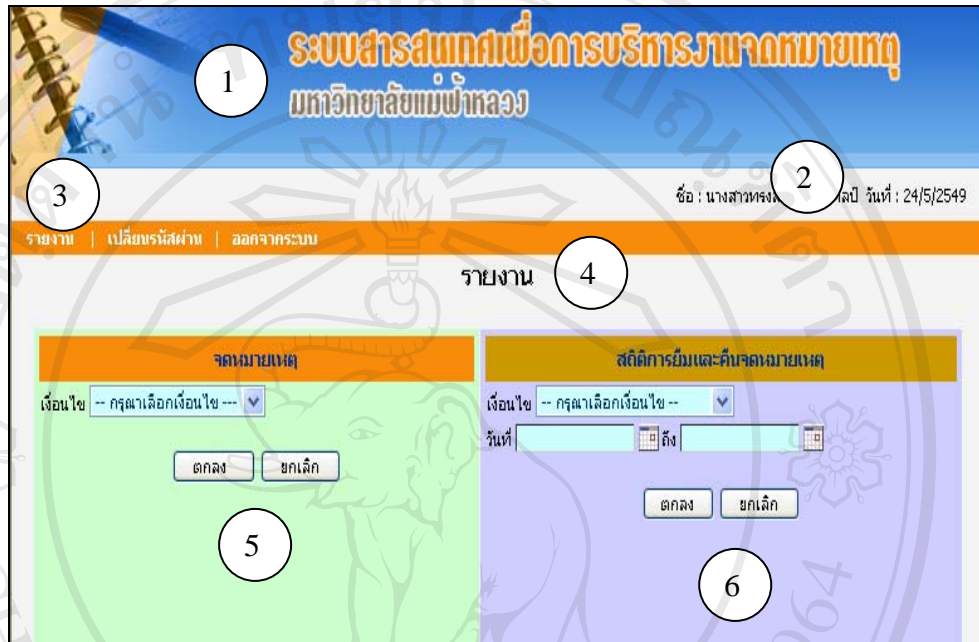 ระบบสารสนเทศเพื่อการบริหารงานจดหมายเหตุ
1
มหาวิทยาลัยแม่ฟ้าหลวง
3
2
ชื่อ : วันที่ : 24/5/2549
รายงาน | เปลี่ยนรหัสผ่าน | ออกจากระบบ
รายงาน 4
จดหมายเหตุ
เงื่อนไข -- กรุณาเลือกเงื่อนไข ---
ตกลง ยกเลิก
5
สถิติการยืมและคืนจดหมายเหตุ
เงื่อนไข -- กรุณาเลือกเงื่อนไข --
วันที่ ถึง
ตกลง ยกเลิก
6